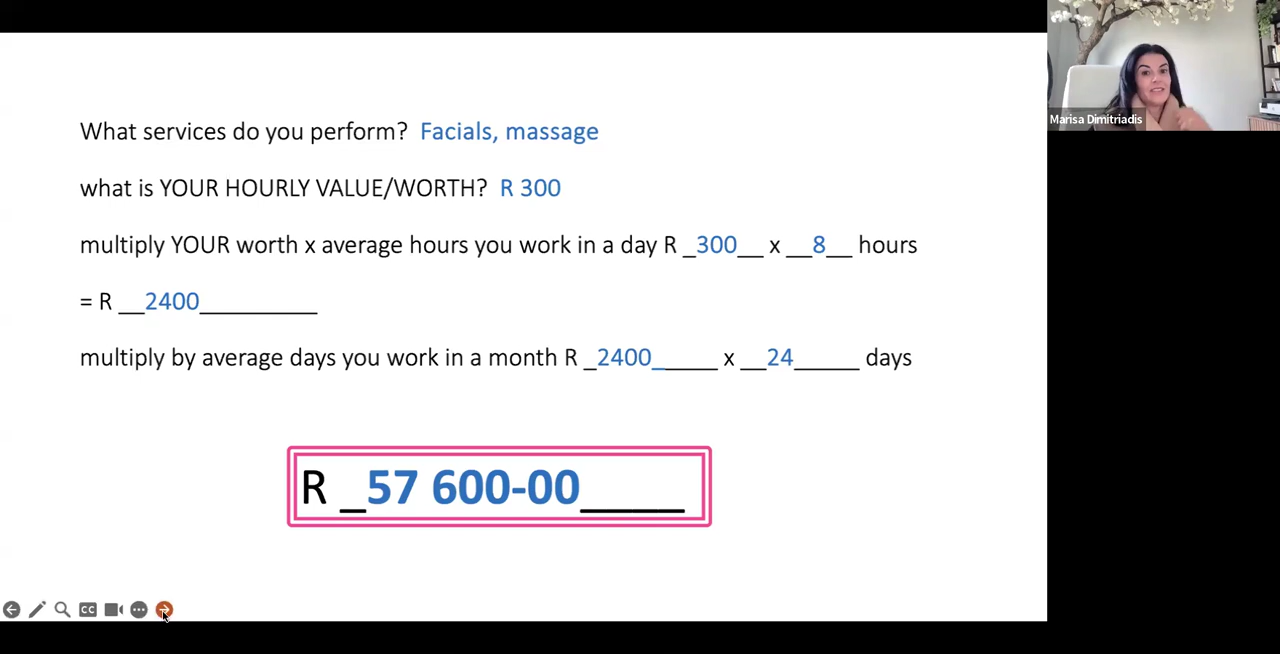 What services do you perform? Facials, massage
what is YOUR HOURLY VALUE/WORTH? R 300
multiply YOUR worth x average hours you work in a day R _300__ x __8__ hours
= R __2400_________
multiply by average days you work in a month R _2400_____ x __24_____ days
R _57 600-00____
CC
Marisa Dimitriadis